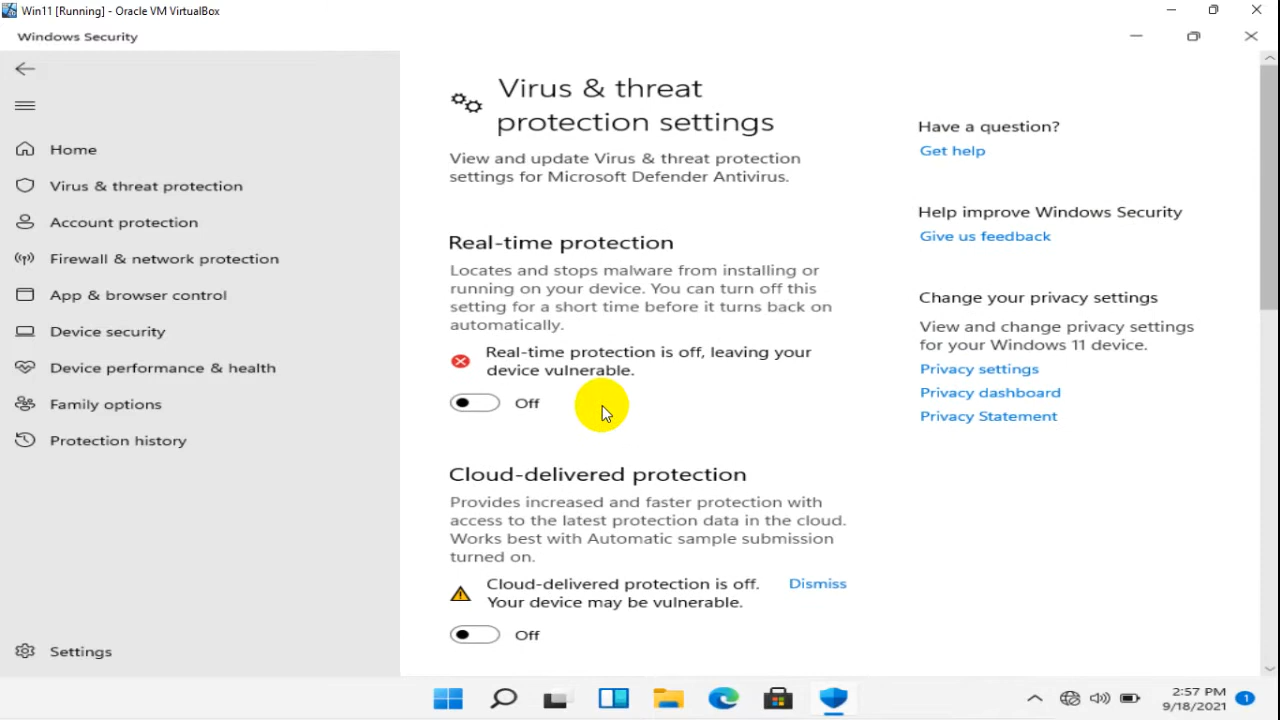 Win11 [Running] - Oracle VM VirtualBox
Windows Security
Home
Virus & threat protection
Account protection
Firewall & network protection
App & browser control
Device security
Device performance & health
Family options
Protection history
Settings
Virus & threat
protection settings
View and update Virus & threat protection
settings for Microsoft Defender Antivirus.
Real-time protection
Locates and stops malware from installing or
running on your device. You can turn off this
setting for a short time before it turns back on
automatically.
Real-time protection is off, leaving your
device vulnerable.
Off
Cloud-delivered protection
Provides increased and faster protection with
access to the latest protection data in the cloud.
Works best with Automatic sample submission
turned on.
Cloud-delivered protection is off.
Your device may be vulnerable.
Dismiss
Off
Have a question?
Get help
Help improve Windows Security
Give us feedback
Change your privacy settings
View and change privacy settings
for your Windows 11 device.
Privacy settings
Privacy dashboard
Privacy Statement
2:57 PM
9/18/2021
1